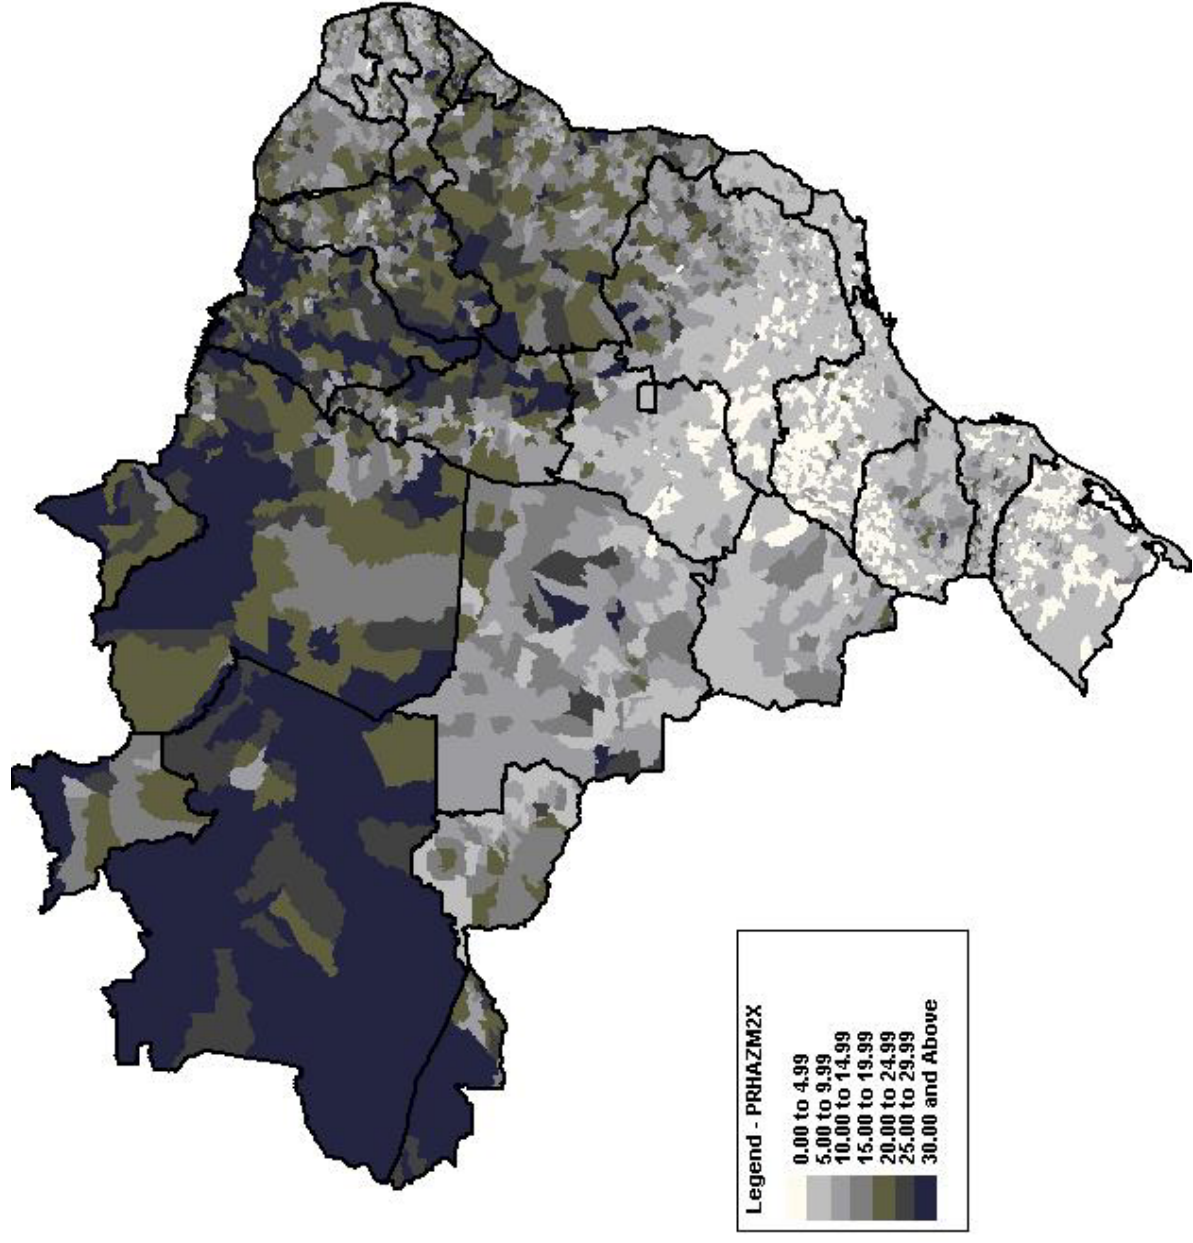 Legend - PRHAZM2X
0.00 to 4.99
5.00 to 9.99
10.00 to 14.99
15.00 to 19.99
20.00 to 24.99
25.00 to 29.99
30.00 and Above